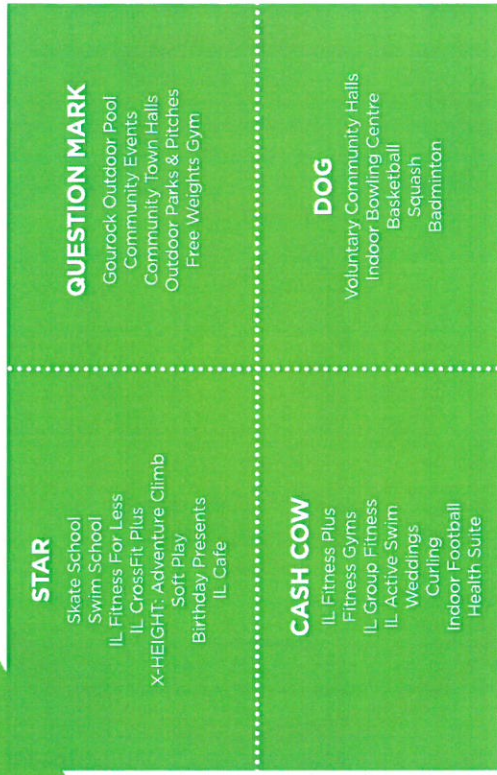 STAR
Skate School
Swim School
IL Fitness For Less
IL CrossFit Plus
X-HEIGHT: Adventure Climb
Soft Play
Birthday Presents
IL Cafe
QUESTION MARK
Gourock Outdoor Pool
Community Events
Community Town Halls
Outdoor Parks & Pitches
Free Weights Gym
CASH COW
IL Fitness Plus
Fitness Gyms
IL Group Fitness
IL Active Swim
Weddings
Curling
Indoor Football
Health Suite
DOG
Voluntary Community Halls
Indoor Bowling Centre
Basketball
Squash
Badminton